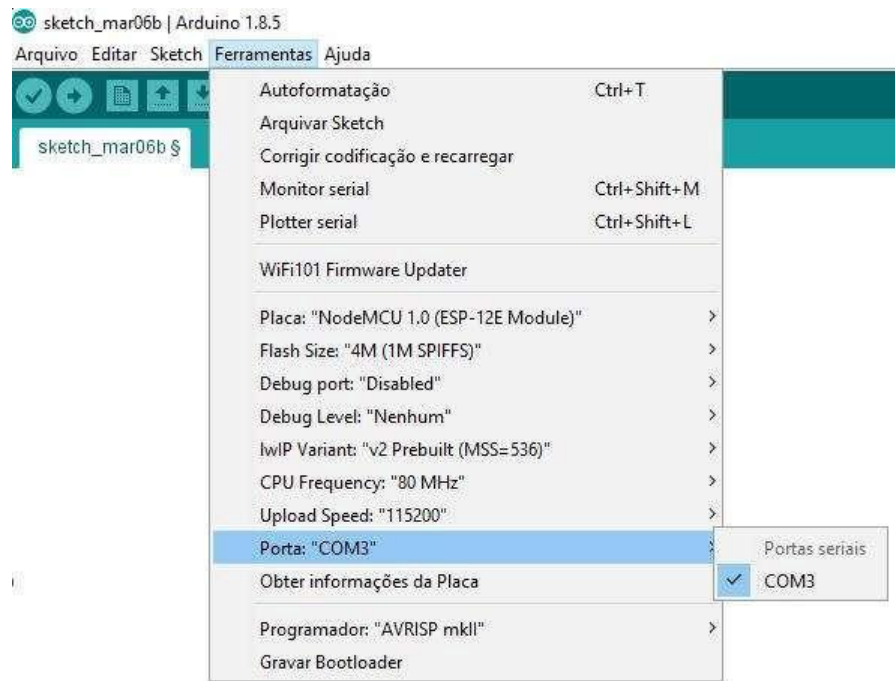 sketch_mar06b | Arduino 1.8.5
Arquivo Editar Sketch Ferramentas Ajuda
sketch_mar06b §
Autoformatação Ctrl+T
Arquivar Sketch
Corrigir codificação e recarregar
Monitor serial Ctrl+Shift+M
Plotter serial Ctrl+Shift+L
WiFi101 Firmware Updater
Placa: "NodeMCU 1.0 (ESP-12E Module)"
Flash Size: "4M (1M SPIFFS)"
Debug port: "Disabled"
Debug Level: "Nenhum"
lwIP Variant: "v2 Prebuilt (MSS=536)"
CPU Frequency: "80 MHz"
Upload Speed: "115200"
Porta: "COM3"
Portas seriais
COM3
Obter informações da Placa
Programador: "AVRISP mkII"
Gravar Bootloader